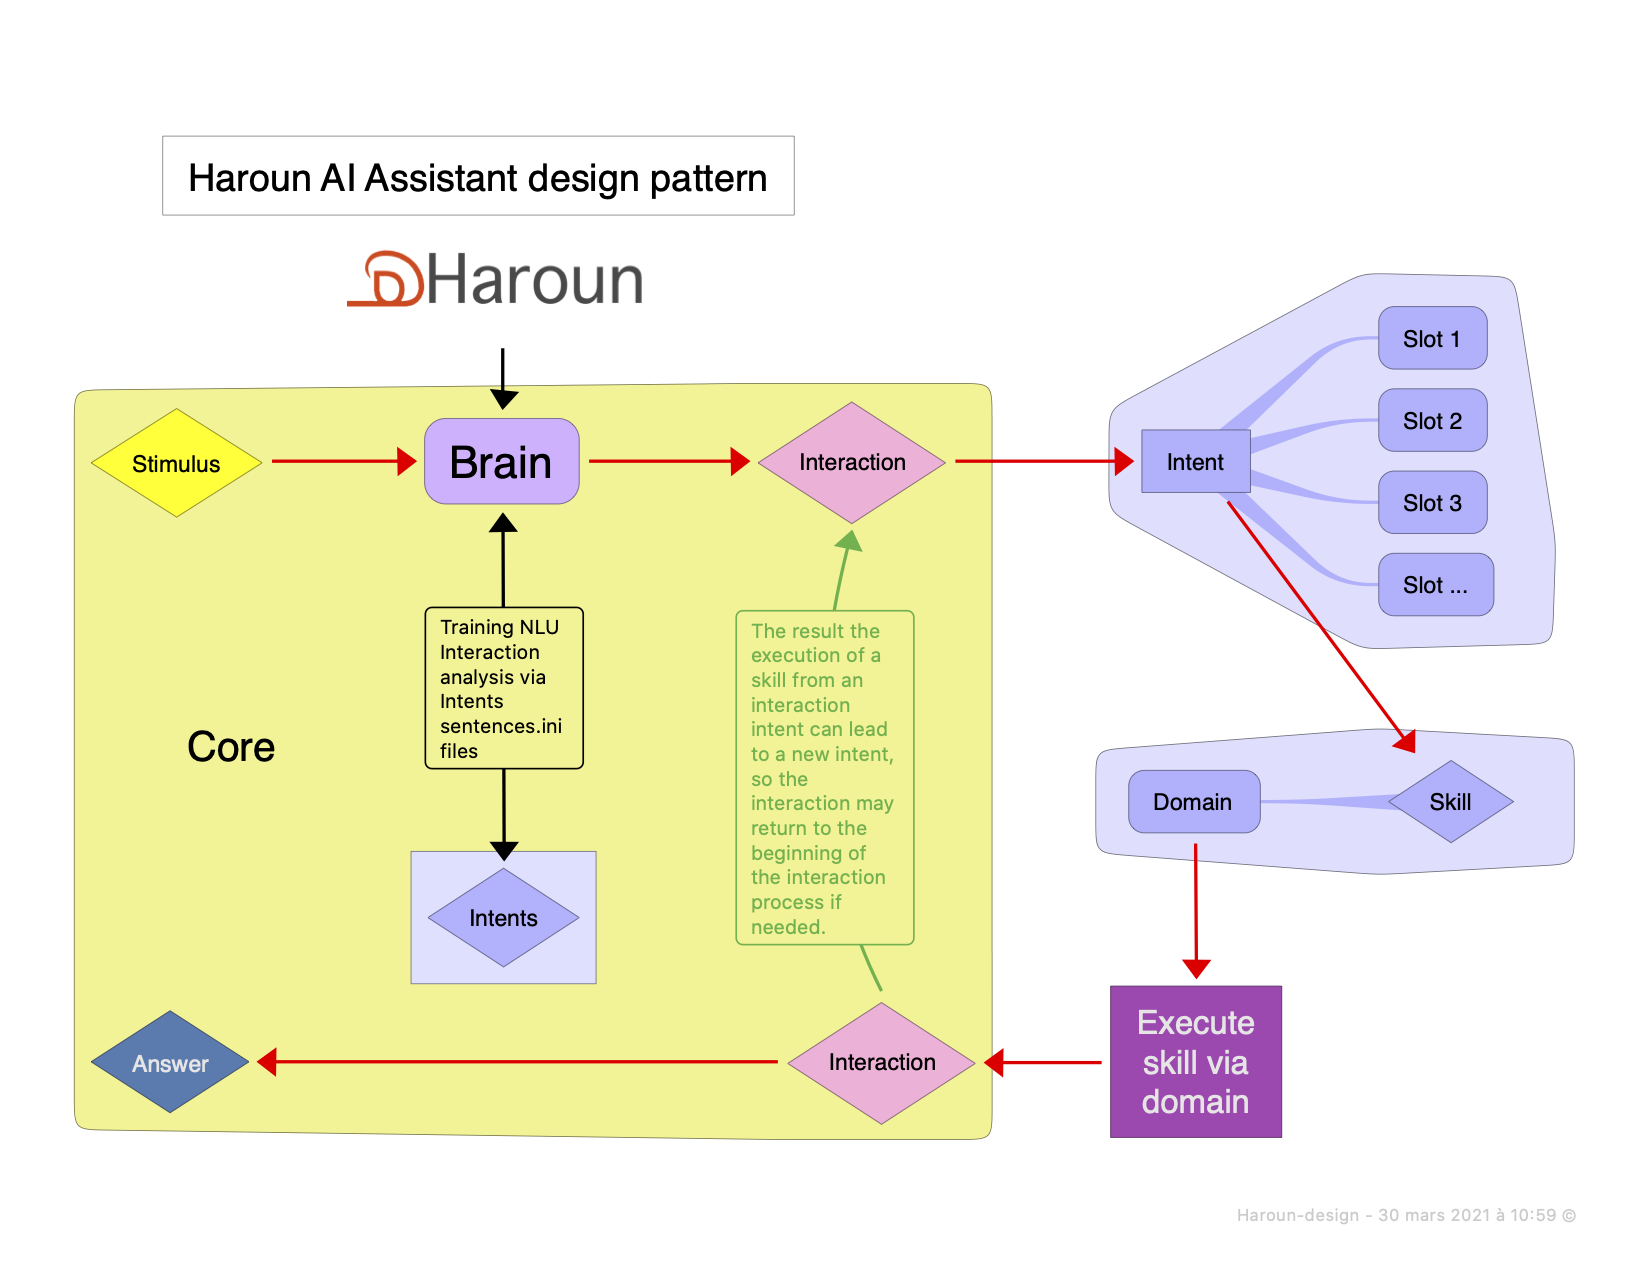 Haroun AI Assistant design pattern
Haroun
Stimulus
Brain
Interaction
Intent
Slot 1
Slot 2
Slot 3
Slot ...
Training NLU
Interaction
analysis via
Intents
sentences.ini
files
The result the
execution of a
skill from an
interaction
intent can lead
to a new intent,
so the
interaction may
return to the
beginning of
the interaction
process if
needed.
Core
Domain
Skill
Intents
Answer
Interaction
Execute
skill via
domain
Haroun-design - 30 mars 2021 à 10:59 ©